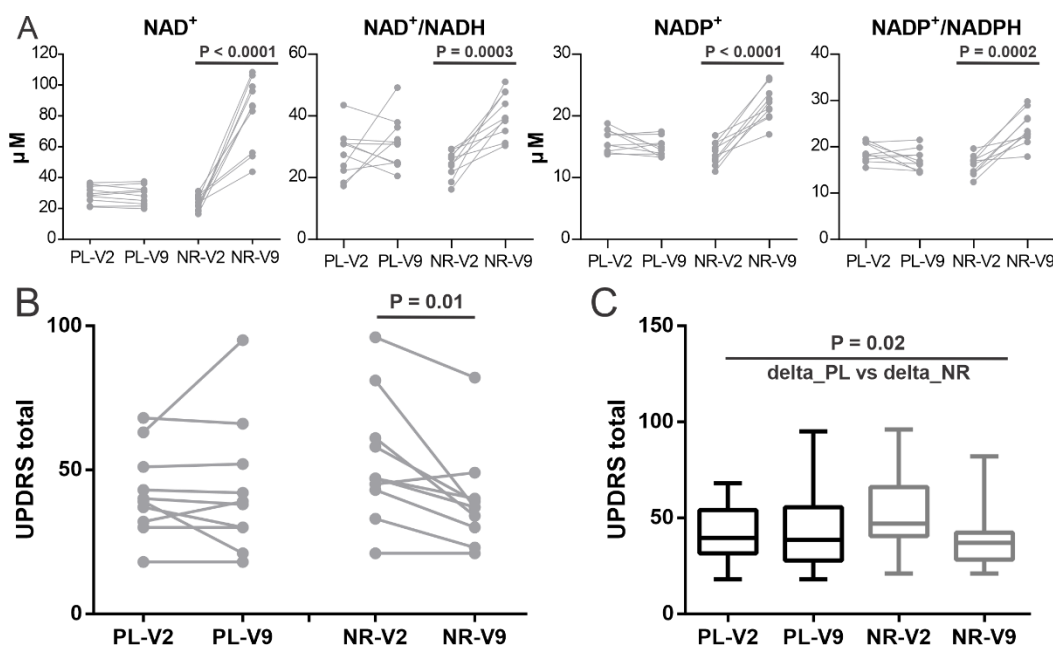 A
NAD⁺
NAD⁺/NADH
NADP⁺
NADP⁺/NADPH
P < 0.0001
P = 0.0003
P <0.0001
P = 0.0002
µM
120
100
80
60
40
20
0
PL-V2 PL-V9 NR-V2 NR-V9
60
40
20
0
PL-V2 PL-V9 NR-V2 NR-V9
µM
30
20
10
0
PL-V2 PL-V9 NR-V2 NR-V9
40
30
20
10
0
PL-V2 PL-V9 NR-V2 NR-V9
B
P = 0.01
UPDRS total
100
50
0
PL-V2 PL-V9 NR-V2 NR-V9
C
P = 0.02
delta_PL vs delta_NR
UPDRS total
150
100
50
0
PL-V2 PL-V9 NR-V2 NR-V9